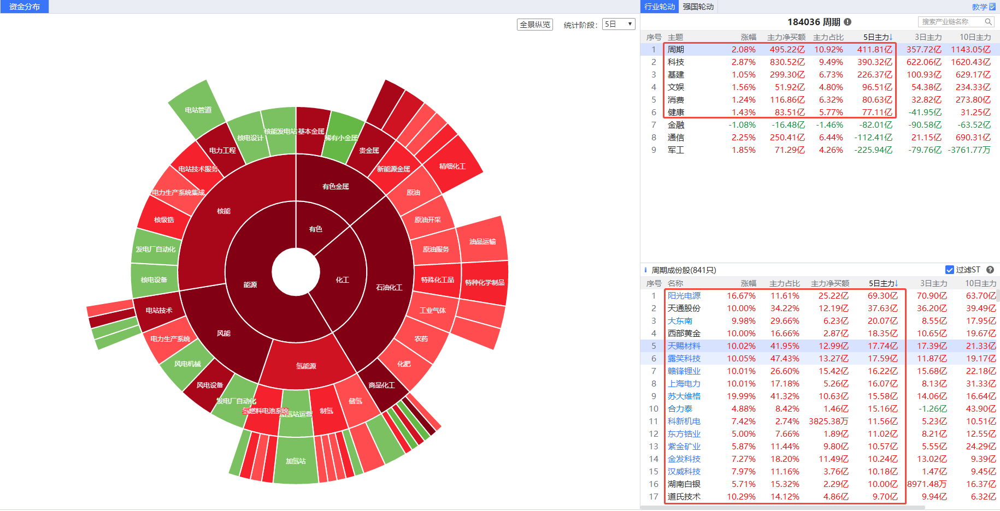 资金分布
全景纵览 统计阶段: 5日
电站管道
核电设计
核能发电站
基本金属
稀有小金属
电力工程
贵金属
电站技术服务
新能源金属
精细化工
电力生产系统集成
有色金属
原油
核级锆
核能
有色
原油开采
发电厂自动化
原油服务
油品运输
核电设备
能源
化工
石油化工
特殊化工品
特种化学制品
电站技术
工业气体
电力生产系统
风能
农药
风电机械
氢能源
化肥
风电设备
商品化工
发电厂自动化
氢燃料电池系统
加氢站运营
制氢
储氢
加氢站
行业轮动 强国轮动 教学
184036 周期
搜索产业链名称
序号 主题 涨幅 主力净买额 主力占比 5日主力↓ 3日主力 10日主力
1 周期 2.08% 495.22亿 10.92% 411.81亿 357.72亿 1143.05亿
2 科技 2.87% 830.52亿 9.49% 390.32亿 622.06亿 1620.43亿
3 基建 1.05% 299.30亿 6.73% 226.37亿 100.93亿 629.17亿
4 文娱 1.56% 51.92亿 4.80% 96.51亿 54.38亿 234.33亿
5 消费 1.24% 116.86亿 6.32% 80.63亿 32.82亿 273.80亿
6 健康 1.43% 83.51亿 5.77% 77.11亿 -41.95亿 31.25亿
7 金融 -1.08% -16.48亿 -1.46% -82.01亿 -90.58亿 -63.52亿
8 通信 2.25% 250.41亿 6.44% -112.41亿 21.15亿 690.31亿
9 军工 1.85% 71.29亿 4.26% -225.94亿 -79.76亿 -3761.77万
周期成份股(841只) 过滤ST
序号 名称 涨幅 主力占比 主力净买额 5日主力↓ 3日主力 10日主力
1 阳光电源 16.67% 11.61% 25.22亿 69.30亿 70.90亿 63.70亿
2 天通股份 10.00% 34.22% 12.19亿 37.63亿 36.20亿 39.49亿
3 大东南 9.98% 29.66% 6.23亿 20.07亿 8.55亿 17.95亿
4 西部黄金 10.00% 16.66% 2.87亿 18.35亿 10.65亿 19.67亿
5 天赐材料 10.02% 41.95% 12.99亿 17.74亿 17.39亿 21.33亿
6 露笑科技 10.05% 47.43% 13.27亿 17.59亿 11.87亿 19.17亿
7 赣锋锂业 10.01% 26.60% 15.42亿 16.22亿 15.68亿 22.18亿
8 上海电力 10.01% 17.18% 5.26亿 16.07亿 8.13亿 31.33亿
9 苏大维格 19.99% 41.32% 10.63亿 15.58亿 14.06亿 16.64亿
10 合力泰 4.88% 8.42% 1.46亿 15.16亿 -1.26亿 43.90亿
11 科新机电 7.42% 2.74% 3825.38万 11.56亿 5.23亿 10.51亿
12 东方锆业 5.00% 7.66% 1.89亿 11.02亿 8.21亿 12.55亿
13 紫金矿业 5.87% 11.44% 9.80亿 10.57亿 5.55亿 24.29亿
14 金发科技 7.27% 18.20% 11.49亿 10.24亿 13.02亿 9.39亿
15 汉威科技 7.97% 11.16% 3.76亿 10.18亿 1.47亿 9.45亿
16 湖南白银 5.71% 15.32% 2.29亿 10.00亿 8971.48万 16.37亿
17 道氏技术 10.29% 14.12% 4.86亿 9.70亿 9.94亿 6.32亿